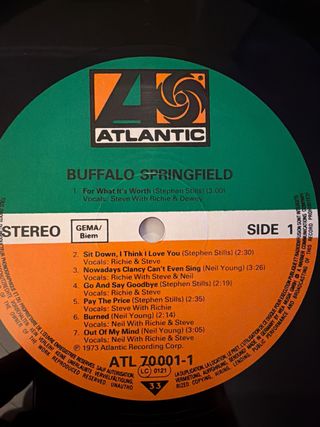 ATLANTIC
BUFFALO SPRINGFIELD
1. For What It's Worth (Stephen Stills) (3:00)
Vocals: Steve With Richie & Dewey
STEREO
GEMA/
Biem
SIDE 1
2. Sit Down, I Think I Love You (Stephen Stills) (2:30)
Vocals: Richie & Steve
3. Nowadays Clancy Can't Even Sing (Neil Young) (3:26)
Vocals: Richie With Steve & Neil
4. Go And Say Goodbye (Stephen Stills) (2:19)
Vocals: Richie & Steve
5. Pay The Price (Stephen Stills) (2:35)
Vocals: Steve With Richie
6. Burned (Neil Young) (2:14)
Vocals: Neil With Richie & Steve
7. Out Of My Mind (Neil Young) (3:05)
Vocals: Neil With Richie & Steve
℗ 1973 Atlantic Recording Corp.
ATL 70001-1
LC 0121
33